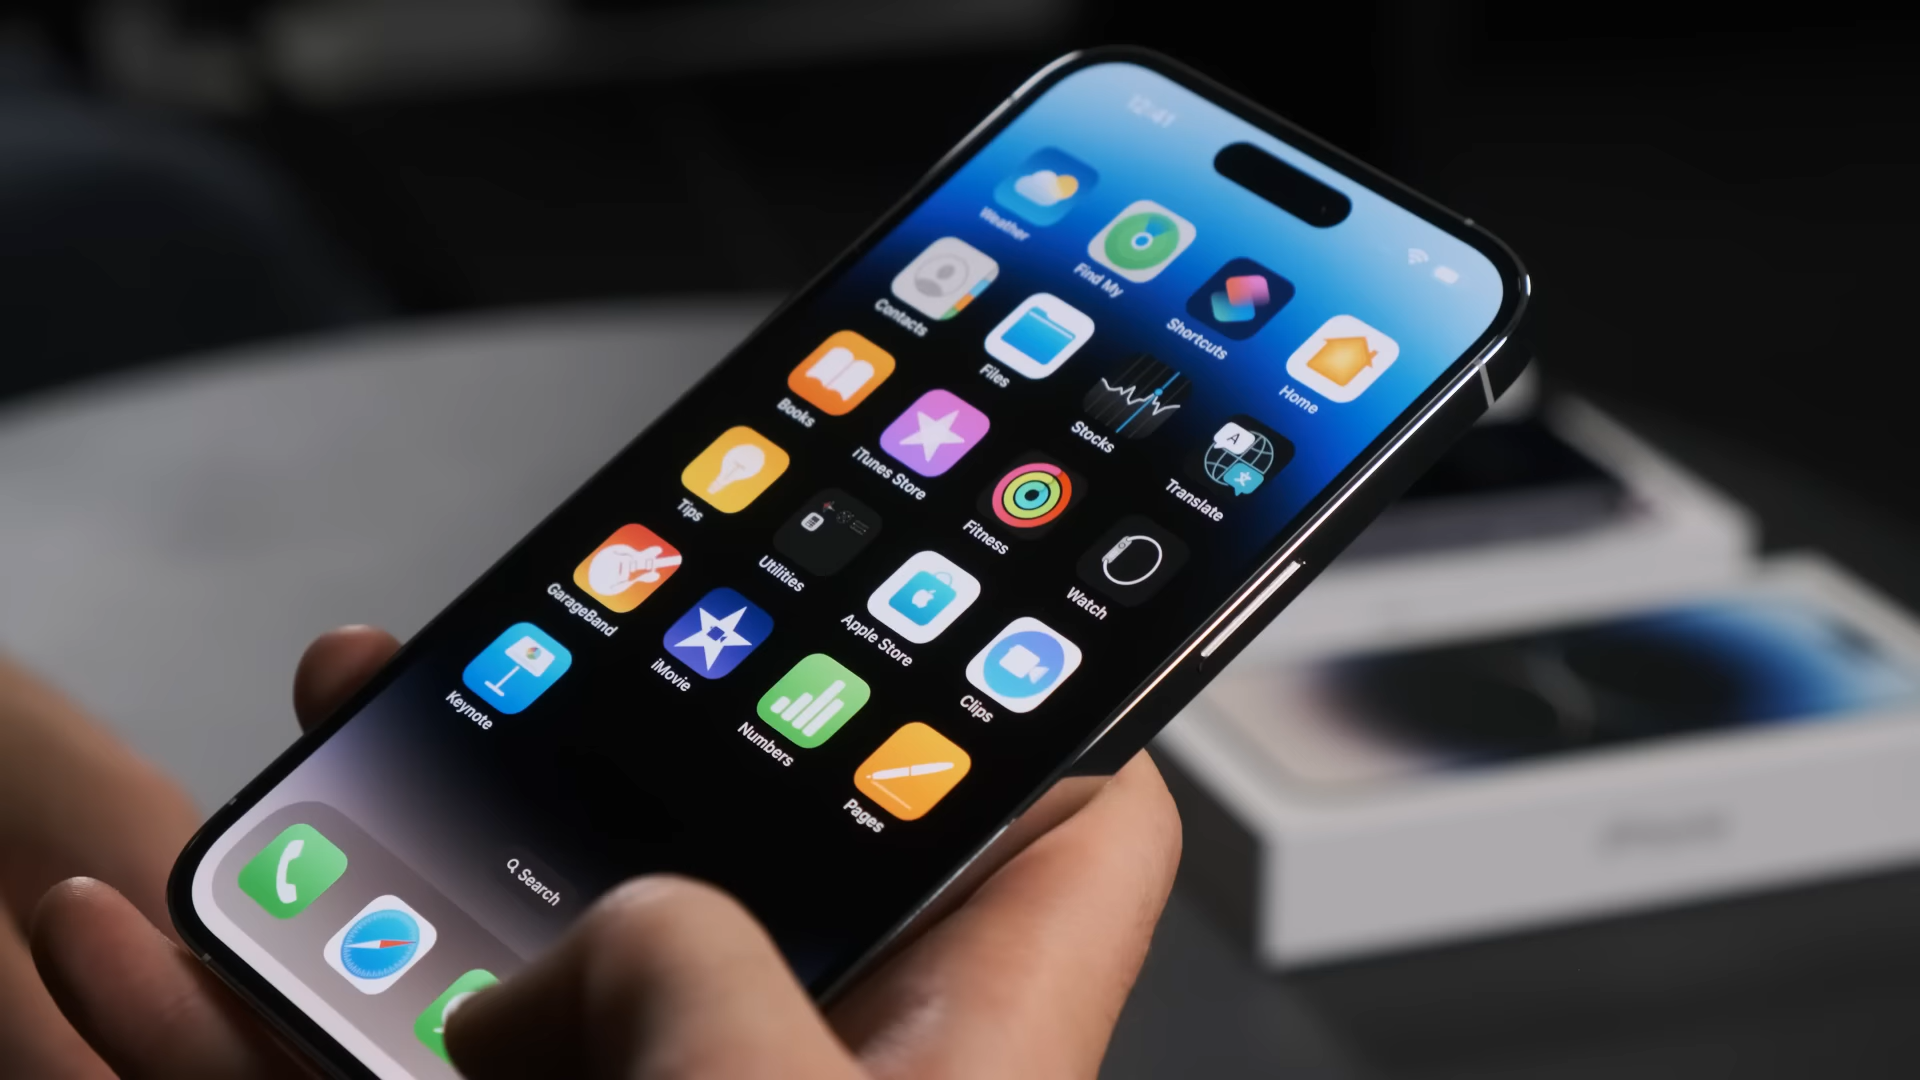 12:41
Weather
Find My
Shortcuts
Home
Contacts
Files
Stocks
Translate
Books
iTunes Store
Fitness
Watch
Tips
Utilities
Apple Store
Clips
GarageBand
iMovie
Numbers
Pages
Keynote
Search
A
文